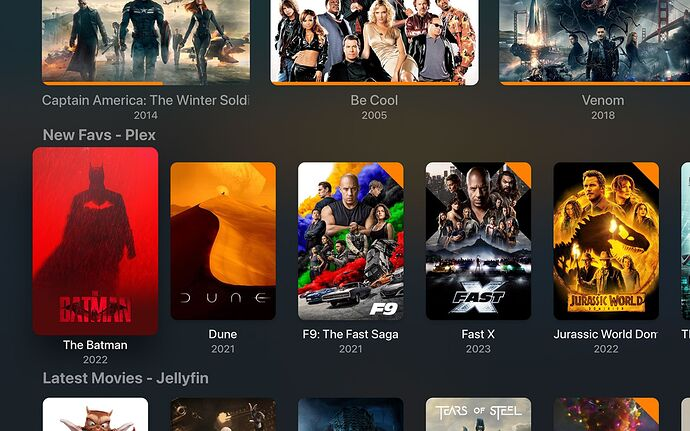 Captain America: The Winter Soldi
Be Cool
Venom
2014
2005
2018
New Favs - Plex
THE
BATMAN
DUNE
F9
FAST X
JURASSIC WORLD
DOMINION
The Batman
Dune
F9: The Fast Saga
Fast X
Jurassic World Dom
2022
2021
2021
2023
2022
Latest Movies - Jellyfin
TEARS OF STEEL